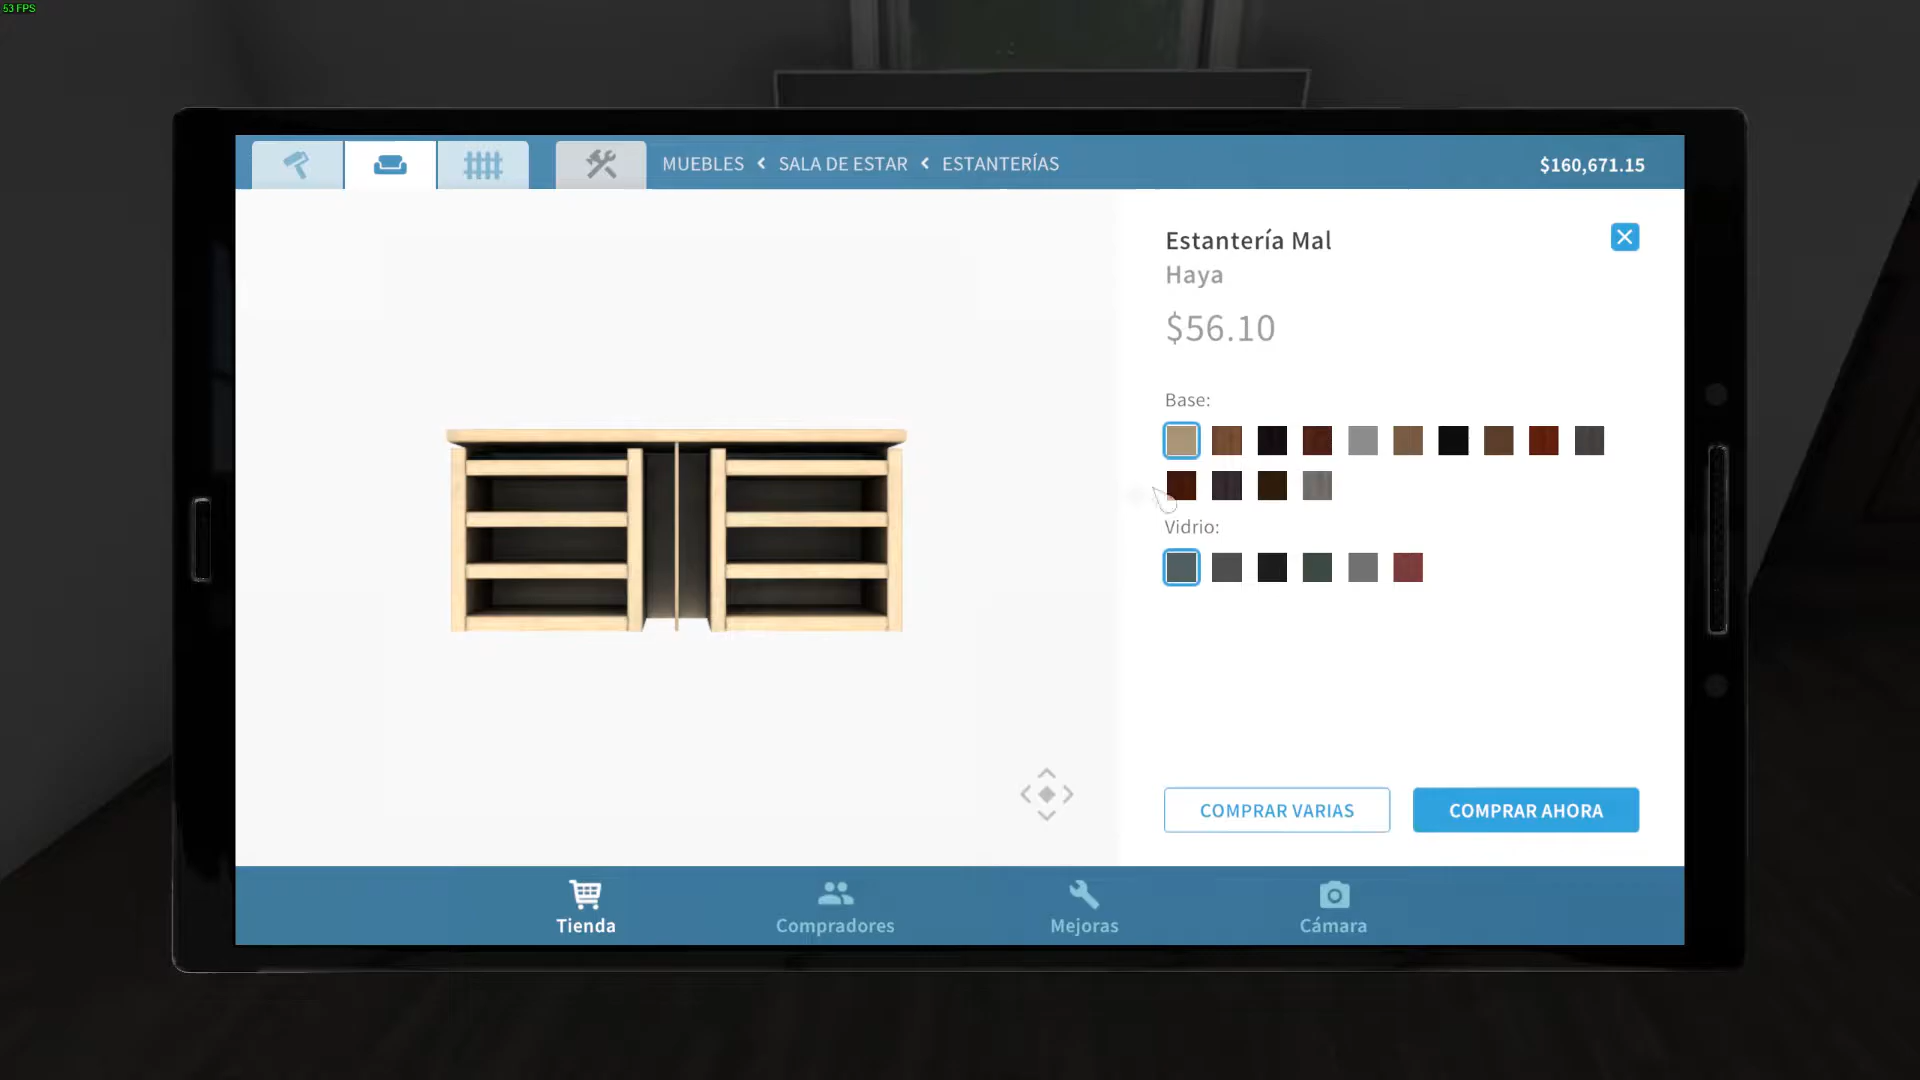 53 FPS
MUEBLES < SALA DE ESTAR < ESTANTERÍAS
$160,671.15
Estantería Mal
Haya
$56.10
Base:
Vidrio:
COMPRAR VARIAS
COMPRAR AHORA
Tienda
Compradores
Mejoras
Cámara